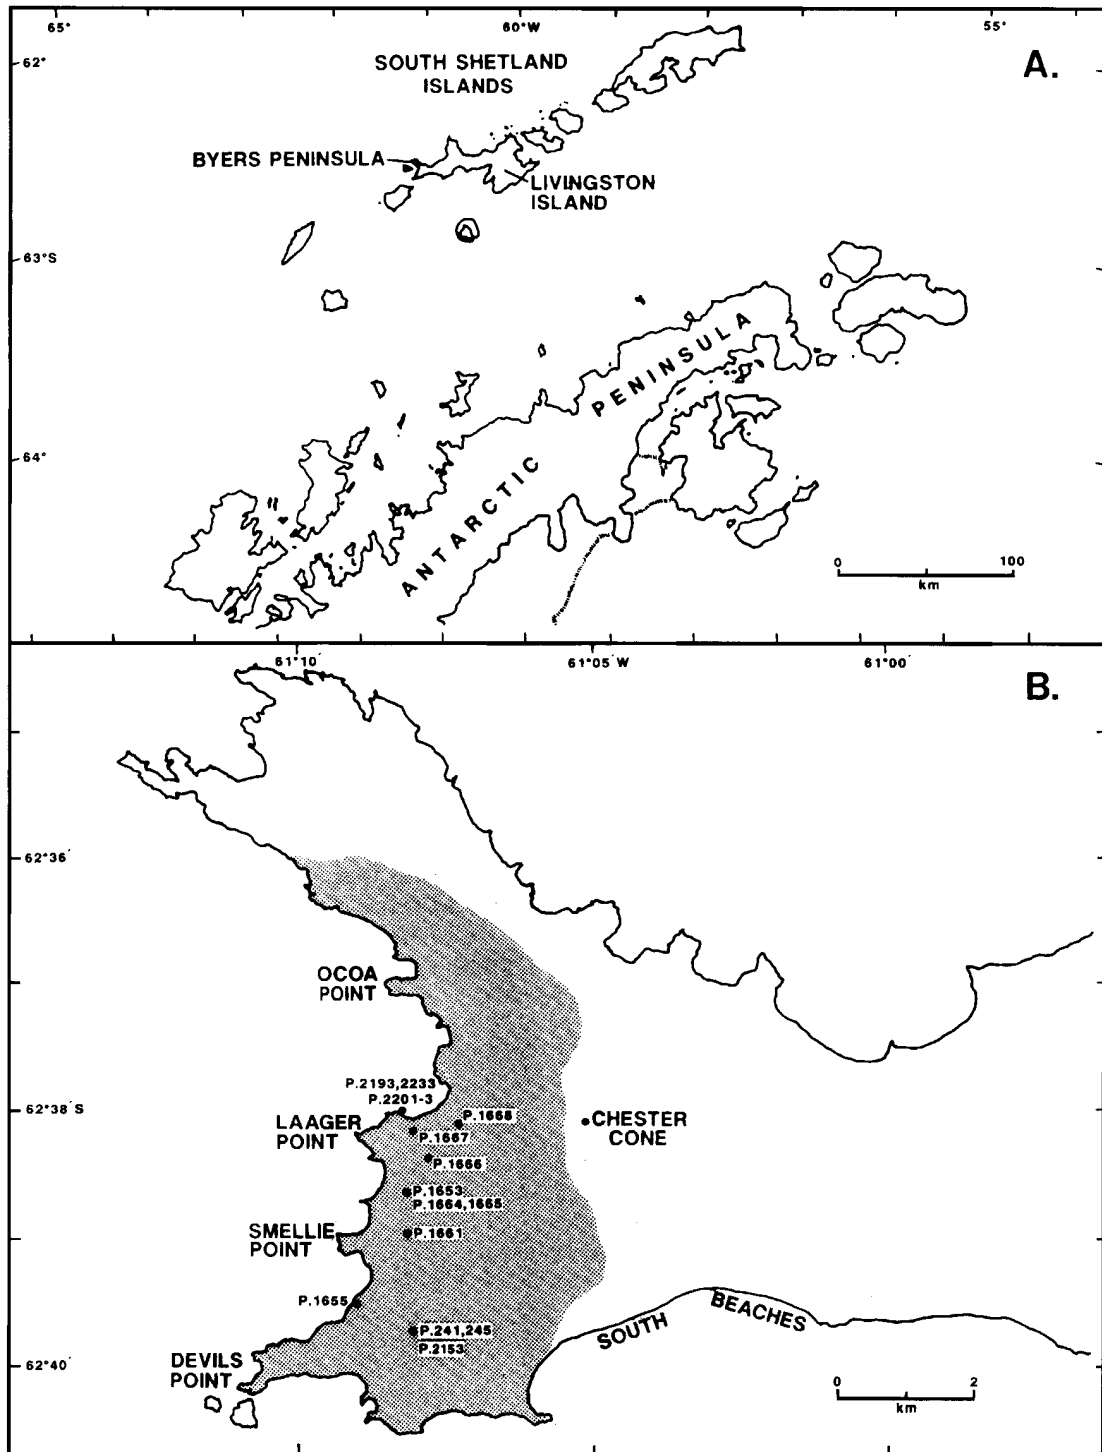 65°
60°W
55°
62°
SOUTH SHETLAND
ISLANDS
A.
BYERS PENINSULA
LIVINGSTON
ISLAND
63°S
PENINSULA
ANTARCTIC
64°
0
100
km
61°10´
61°05´W
61°00´
B.
62°36´
OCOA
POINT
P.2193,2233
P.2201-3
62°38´S
LAAGER
POINT
P.1668
P.1667
CHESTER
CONE
P.1666
P.1653
P.1664,1665
SMELLIE
POINT
P.1661
P.1655
P.241,245
P.2153
SOUTH
BEACHES
62°40´
DEVILS
POINT
0
2
km